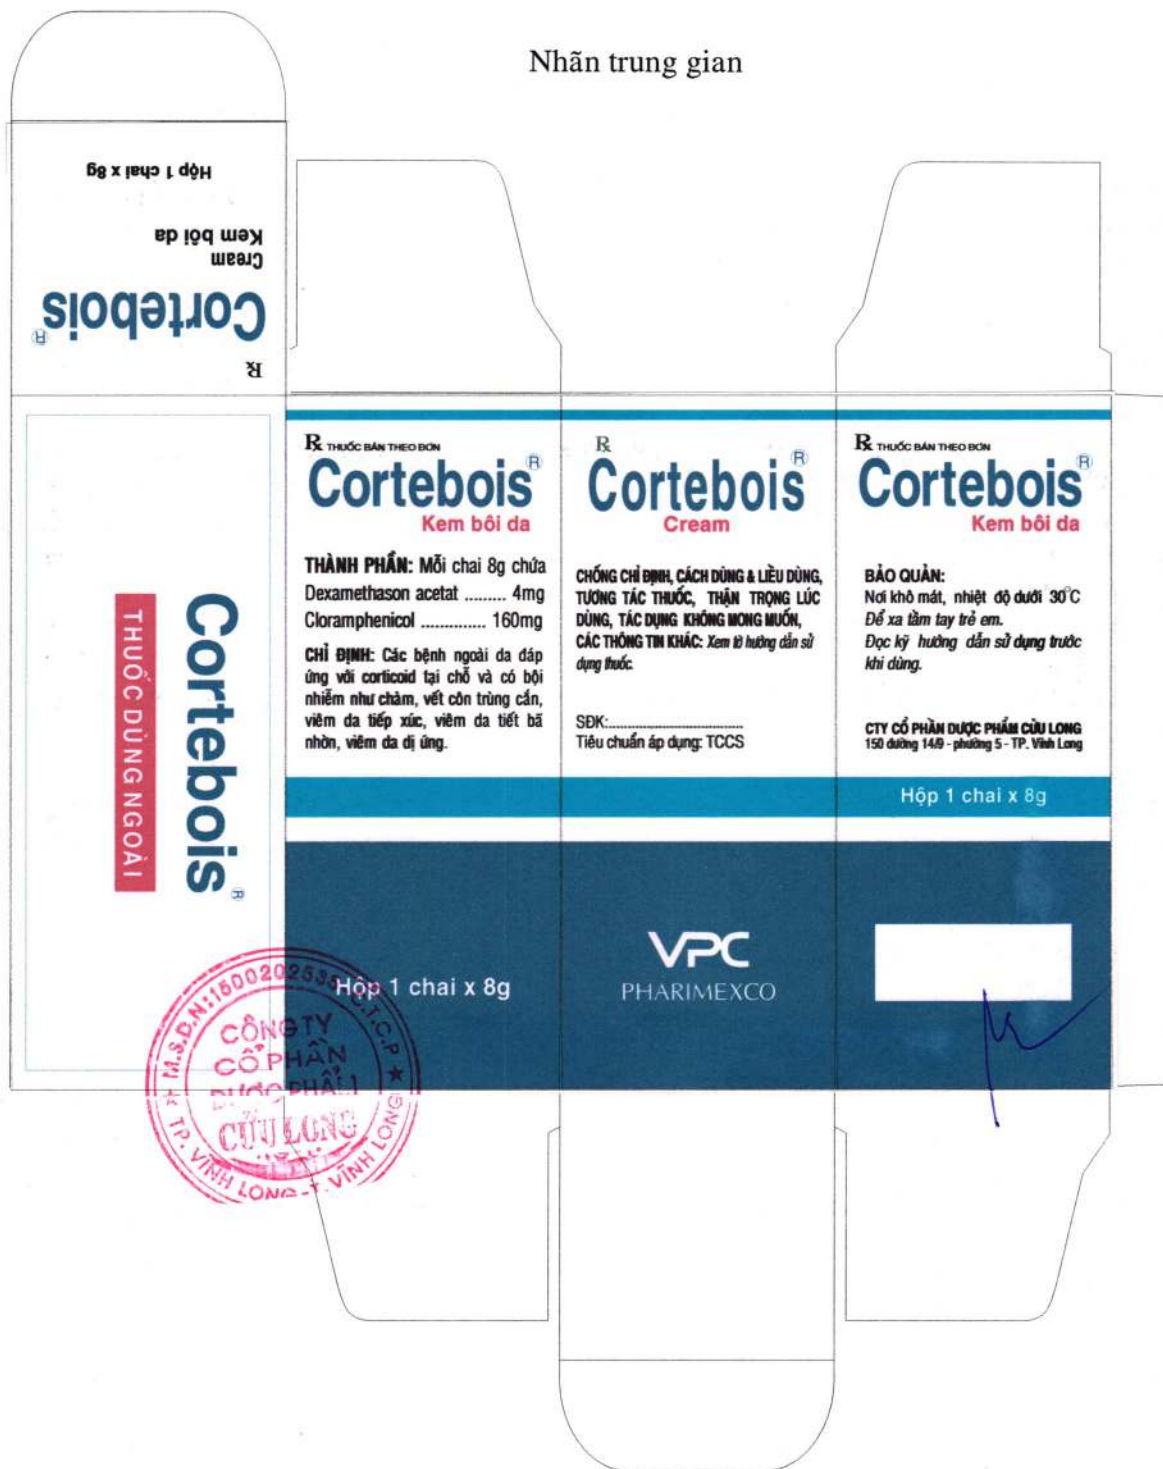 Nhãn trung gian
Hộp 1 chai x 8g
Kem bôi da
Cream
Cortebois®
Rx
Cortebois®
THUỐC DÙNG NGOÀI
Rx THUỐC BÁN THEO ĐƠN
Cortebois®
Kem bôi da
THÀNH PHẦN: Mỗi chai 8g chứa
Dexamethason acetat ......... 4mg
Cloramphenicol .............. 160mg
CHỈ ĐỊNH: Các bệnh ngoài da đáp
ứng với corticoid tại chỗ và có bội
nhiễm như chàm, vết côn trùng cắn,
viêm da tiếp xúc, viêm da tiết bã
nhờn, viêm da dị ứng.
Hộp 1 chai x 8g
Rx
Cortebois®
Cream
CHỐNG CHỈ ĐỊNH, CÁCH DÙNG & LIỀU DÙNG,
TƯƠNG TÁC THUỐC, THẬN TRỌNG LÚC
DÙNG, TÁC DỤNG KHÔNG MONG MUỐN,
CÁC THÔNG TIN KHÁC: Xem tờ hướng dẫn sử
dụng thuốc.
SĐK:..................................
Tiêu chuẩn áp dụng: TCCS
VPC
PHARIMEXCO
Rx THUỐC BÁN THEO ĐƠN
Cortebois®
Kem bôi da
BẢO QUẢN:
Nơi khô mát, nhiệt độ dưới 30°C
Để xa tầm tay trẻ em.
Đọc kỹ hướng dẫn sử dụng trước
khi dùng.
CTY CỔ PHẦN DƯỢC PHẨM CỬU LONG
150 đường 14/9 - phường 5 - TP. Vĩnh Long
Hộp 1 chai x 8g
M.S.D.N: 1500202535 C.T.C.P
CÔNG TY
CỔ PHẦN
DƯỢC PHẨM
CỬU LONG
TP. VĨNH LONG - T. VĨNH LONG